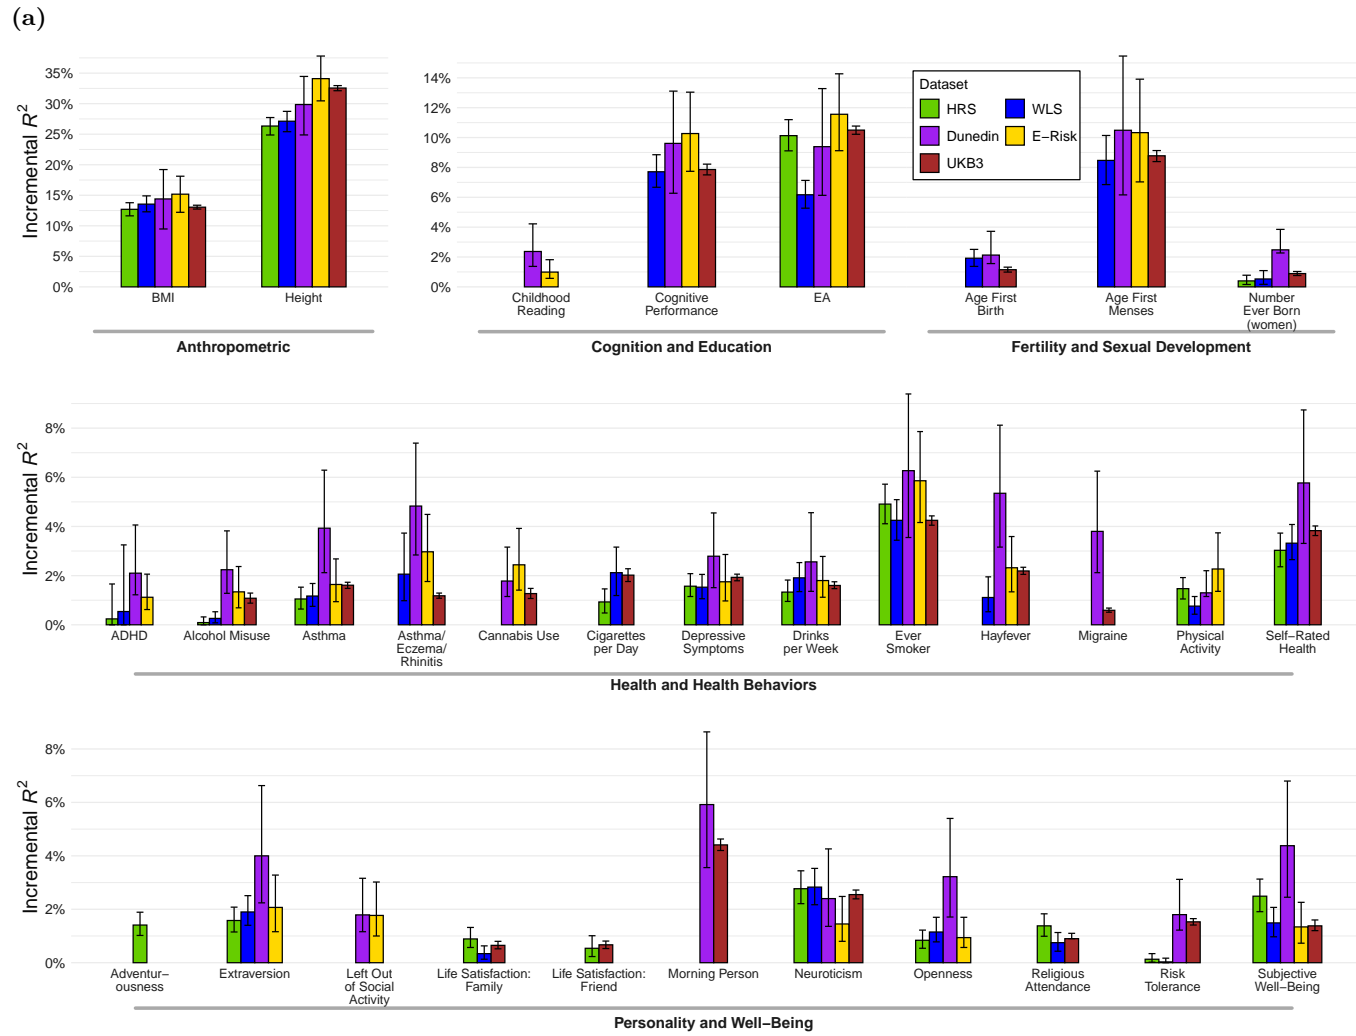 (a)
Incremental R²
35%
30%
25%
20%
15%
10%
5%
0%
BMI
Height
Anthropometric
14%
12%
10%
8%
6%
4%
2%
0%
Childhood
Reading
Cognitive
Performance
EA
Cognition and Education
Dataset
HRS WLS
Dunedin E−Risk
UKB3
Age First
Birth
Age First
Menses
Number
Ever Born
(women)
Fertility and Sexual Development
Incremental R²
8%
6%
4%
2%
0%
ADHD
Alcohol Misuse
Asthma
Asthma/
Eczema/
Rhinitis
Cannabis Use
Cigarettes
per Day
Depressive
Symptoms
Drinks
per Week
Ever
Smoker
Hayfever
Migraine
Physical
Activity
Self−Rated
Health
Health and Health Behaviors
Incremental R²
8%
6%
4%
2%
0%
Adventur−
ousness
Extraversion
Left Out
of Social
Activity
Life Satisfaction:
Family
Life Satisfaction:
Friend
Morning Person
Neuroticism
Openness
Religious
Attendance
Risk
Tolerance
Subjective
Well−Being
Personality and Well−Being